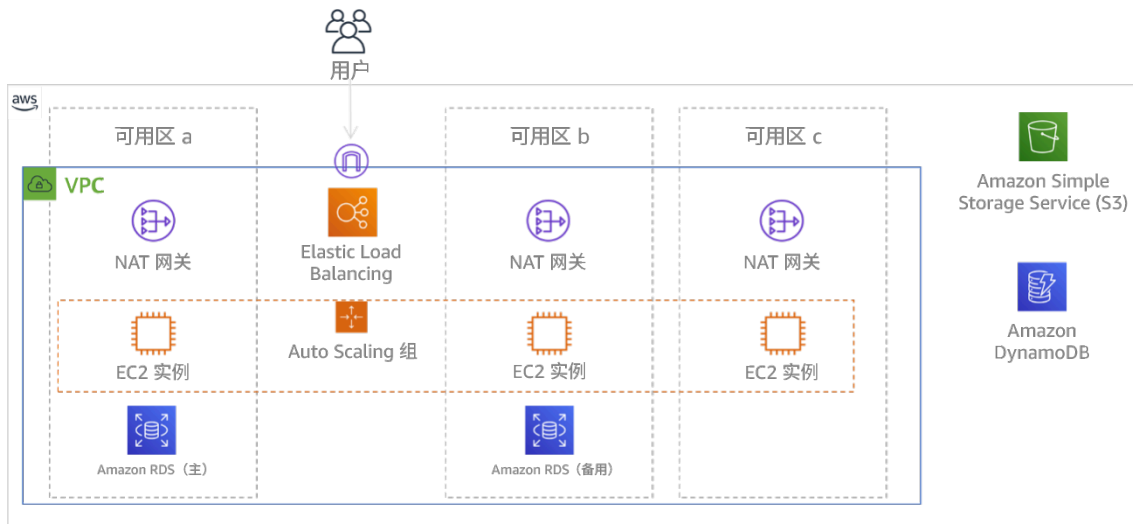 用户
aws
可用区 a
可用区 b
可用区 c
VPC
NAT 网关
Elastic Load
Balancing
NAT 网关
NAT 网关
Amazon Simple
Storage Service (S3)
Auto Scaling 组
EC2 实例
EC2 实例
EC2 实例
Amazon
DynamoDB
Amazon RDS（主）
Amazon RDS（备用）